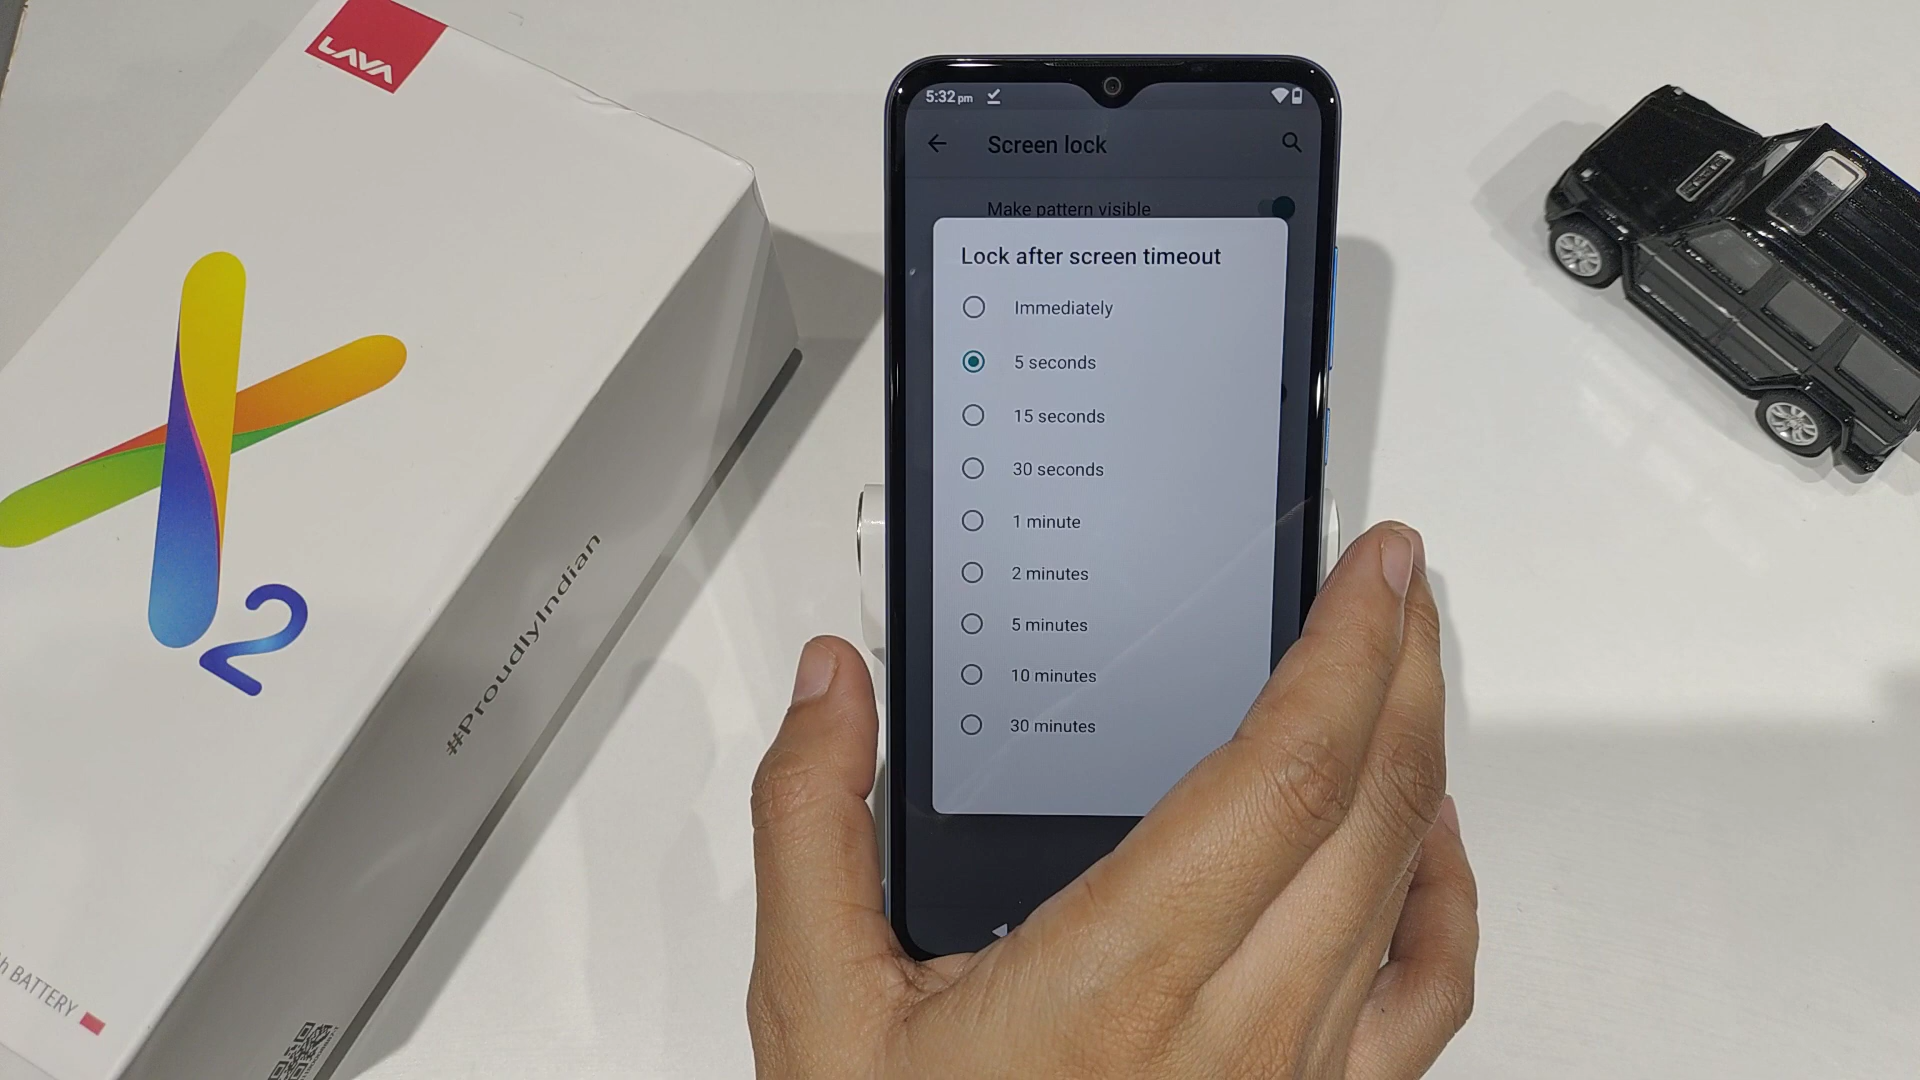 LAVA
X2
#ProudlyIndian
BATTERY
5:32 pm
Screen lock
Make pattern visible
Lock after screen timeout
Immediately
5 seconds
15 seconds
30 seconds
1 minute
2 minutes
5 minutes
10 minutes
30 minutes